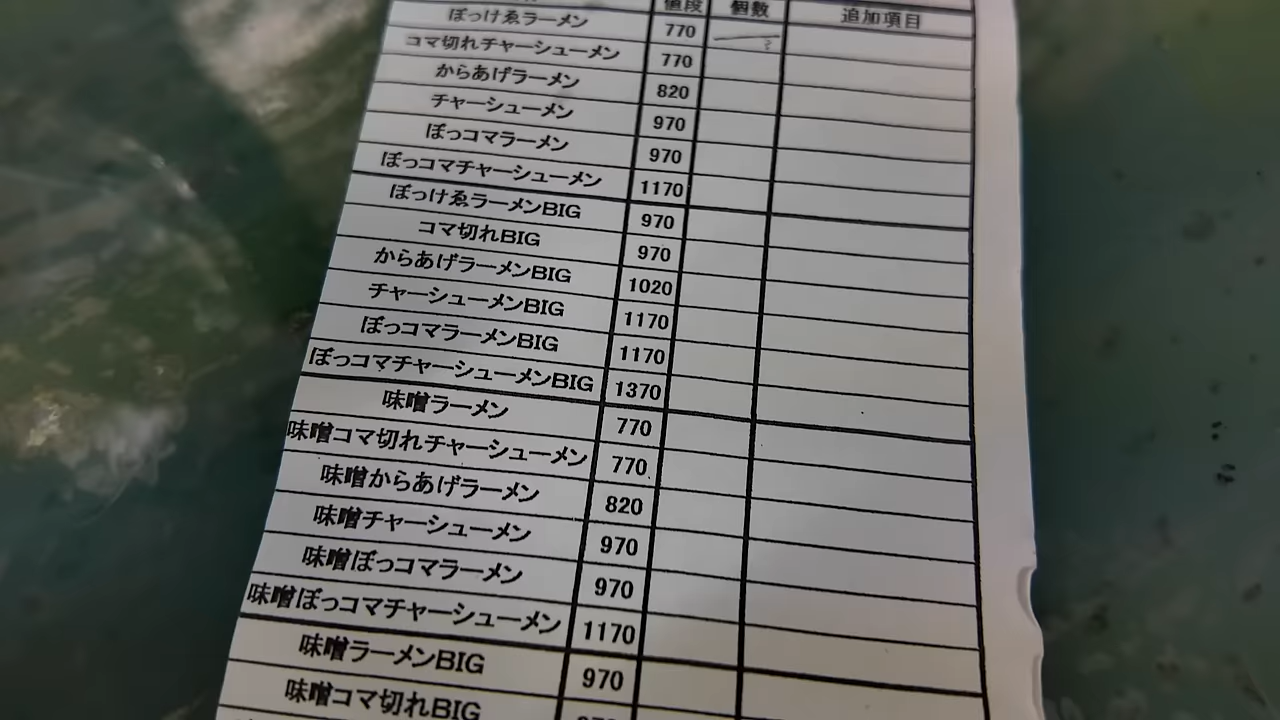 値段 個数 追加項目
ぼっけゑラーメン 770
コマ切れチャーシューメン 770
からあげラーメン 820
チャーシューメン 970
ぼっコマラーメン 970
ぼっコマチャーシューメン 1170
ぼっけゑラーメンBIG 970
コマ切れBIG 970
からあげラーメンBIG 1020
チャーシューメンBIG 1170
ぼっコマラーメンBIG 1170
ぼっコマチャーシューメンBIG 1370
味噌ラーメン 770
味噌コマ切れチャーシューメン 770
味噌からあげラーメン 820
味噌チャーシューメン 970
味噌ぼっコマラーメン 970
味噌ぼっコマチャーシューメン 1170
味噌ラーメンBIG 970
味噌コマ切れBIG